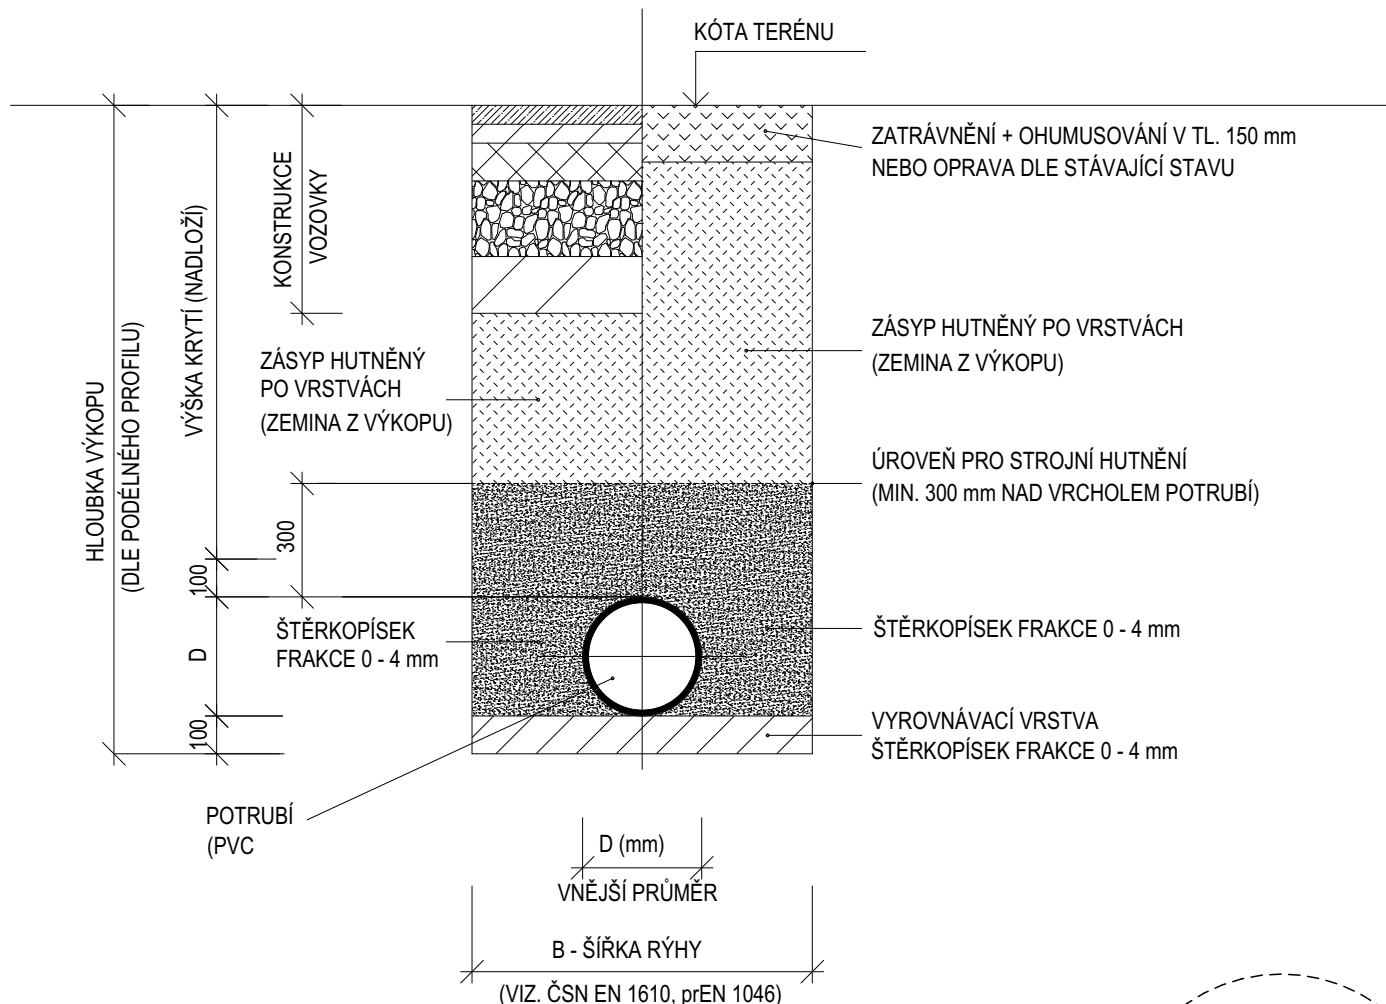 KÓTA TERÉNU
ZATRÁVNĚNÍ + OHUMUSOVÁNÍ V TL. 150 mm
NEBO OPRAVA DLE STÁVAJÍCÍ STAVU
KONSTRUKCE
VOZOVKY
VÝŠKA KRYTÍ (NADLOŽÍ)
HLOUBKA VÝKOPU
(DLE PODÉLNÉHO PROFILU)
ZÁSYP HUTNĚNÝ
PO VRSTVÁCH
(ZEMINA Z VÝKOPU)
ZÁSYP HUTNĚNÝ PO VRSTVÁCH
(ZEMINA Z VÝKOPU)
ÚROVEŇ PRO STROJNÍ HUTNĚNÍ
(MIN. 300 mm NAD VRCHOLEM POTRUBÍ)
300
100
D
100
ŠTĚRKOPÍSEK
FRAKCE 0 - 4 mm
ŠTĚRKOPÍSEK FRAKCE 0 - 4 mm
VYROVNÁVACÍ VRSTVA
ŠTĚRKOPÍSEK FRAKCE 0 - 4 mm
POTRUBÍ
(PVC
D (mm)
VNĚJŠÍ PRŮMĚR
B - ŠÍŘKA RÝHY
(VIZ. ČSN EN 1610, prEN 1046)